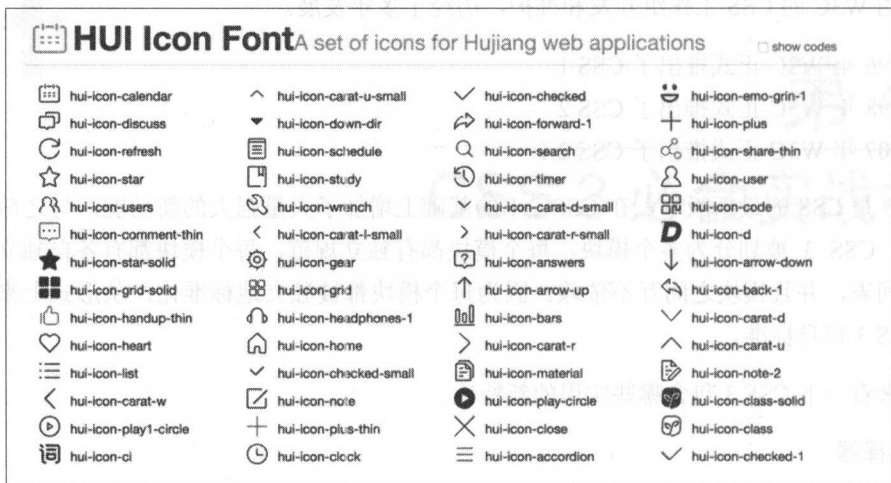 HUI Icon Font A set of icons for Hujiang web applications show codes
hui-icon-calendar hui-icon-carat-u-small hui-icon-checked hui-icon-emo-grin-1
hui-icon-discuss hui-icon-down-dir hui-icon-forward-1 hui-icon-plus
hui-icon-refresh hui-icon-schedule hui-icon-search hui-icon-share-thin
hui-icon-star hui-icon-study hui-icon-timer hui-icon-user
hui-icon-users hui-icon-wrench hui-icon-carat-d-small
hui-icon-comment-thin hui-icon-carat-l-small hui-icon-carat-r-small D hui-icon-d
hui-icon-star-solid hui-icon-gear hui-icon-answers hui-icon-arrow-down
hui-icon-grid-solid hui-icon-grid hui-icon-arrow-up hui-icon-back-1
hui-icon-handup-thin hui-icon-headphones-1 hui-icon-bars hui-icon-carat-d
hui-icon-heart hui-icon-home hui-icon-carat-r hui-icon-carat-u
hui-icon-list hui-icon-checked-small hui-icon-material hui-icon-note-2
hui-icon-carat-w hui-icon-note hui-icon-play-circle hui-icon-class-solid
hui-icon-play1-circle hui-icon-plus-thin hui-icon-close hui-icon-class
词 hui-icon-ci hui-icon-clock hui-icon-accordion hui-icon-checked-1